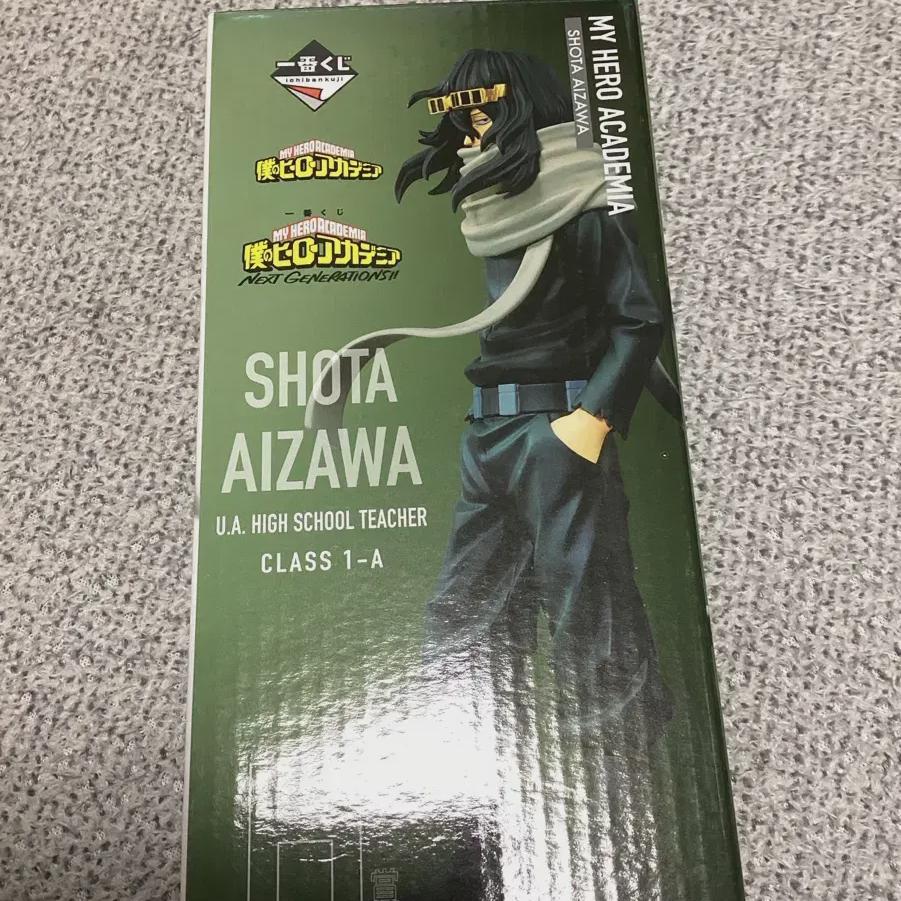 一番くじ
ichibankuji
MY HERO ACADEMIA
僕のヒーローアカデミア
一番くじ
MY HERO ACADEMIA
僕のヒーローアカデミア
NEXT GENERATIONS!!
SHOTA
AIZAWA
U.A. HIGH SCHOOL TEACHER
CLASS 1-A
MY HERO ACADEMIA
SHOTA AIZAWA
賞